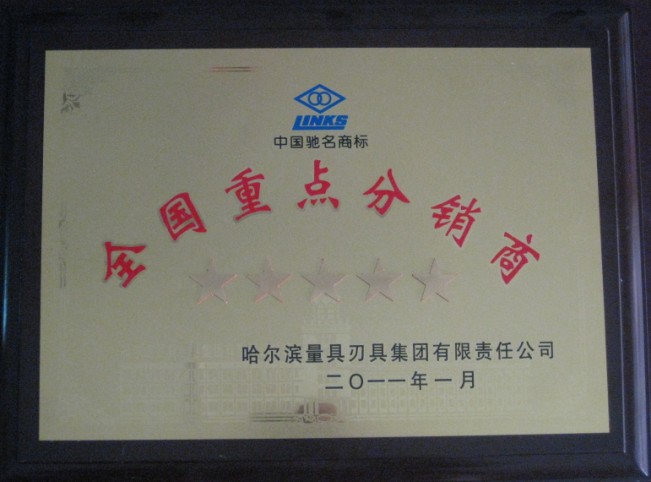 LINKS
中国驰名商标
全国重点分销商
哈尔滨量具刃具集团有限责任公司
二〇一一年一月